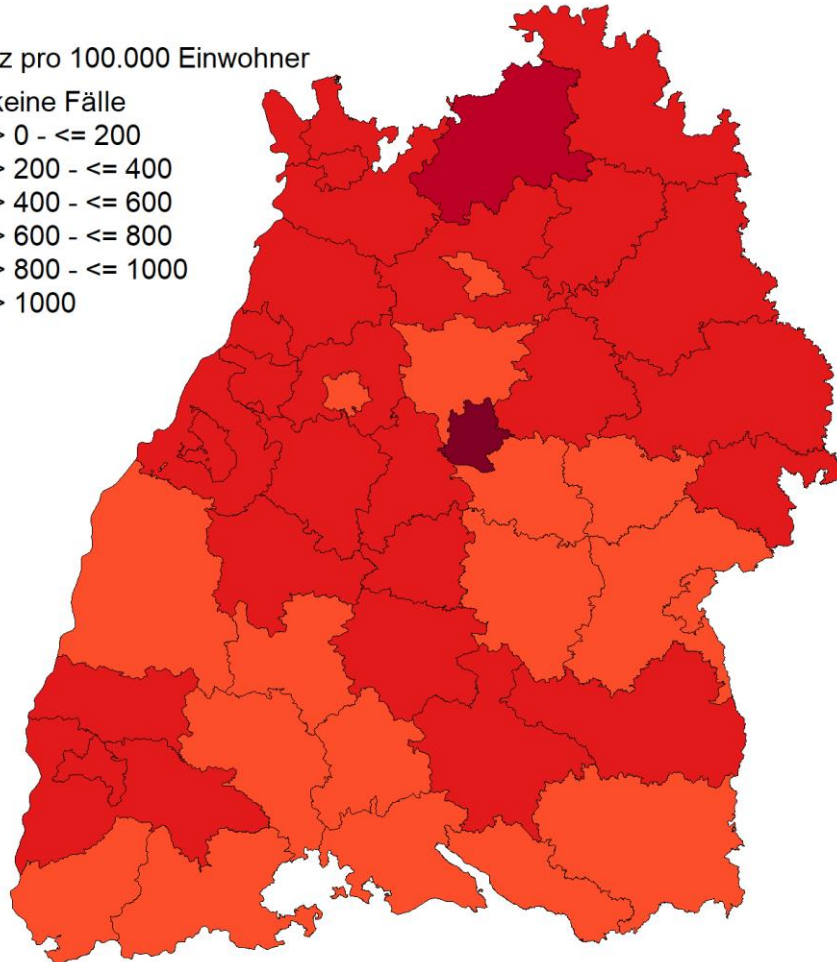 z pro 100.000 Einwohner
keine Fälle
> 0 - <= 200
> 200 - <= 400
> 400 - <= 600
> 600 - <= 800
> 800 - <= 1000
> 1000